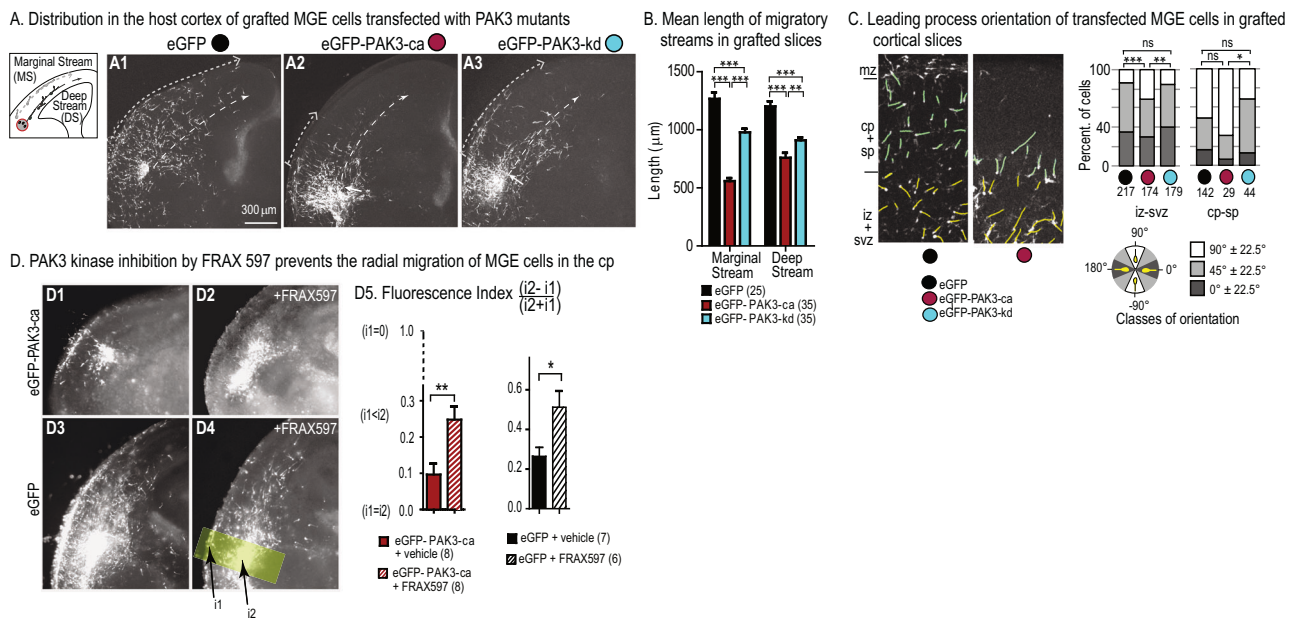 A. Distribution in the host cortex of grafted MGE cells transfected with PAK3 mutants
eGFP
eGFP-PAK3-ca
eGFP-PAK3-kd
Marginal Stream
(MS)
Deep
Stream
(DS)
A1
A2
A3
300 µm
B. Mean length of migratory
streams in grafted slices
Length (µm)
1500
1000
500
0
***
*** ***
***
*** **
Marginal
Stream
Deep
Stream
eGFP (25)
eGFP- PAK3-ca (35)
eGFP- PAK3-kd (35)
C. Leading process orientation of transfected MGE cells in grafted
cortical slices
mz
cp
+
sp
iz
+
svz
eGFP
eGFP-PAK3-ca
eGFP-PAK3-kd
Percent. of cells
100
80
40
0
ns
*** **
ns
ns *
217 174 179
142 29 44
iz-svz
cp-sp
90°
180°
0°
-90°
90° ± 22.5°
45° ± 22.5°
0° ± 22.5°
Classes of orientation
D. PAK3 kinase inhibition by FRAX 597 prevents the radial migration of MGE cells in the cp
eGFP-PAK3-ca
eGFP
D1
D2
+FRAX597
D3
D4
+FRAX597
i1
i2
D5. Fluorescence Index (i2- i1)
(i2+i1)
(i1=0)
(i1<i2)
(i1=i2)
1.0
0.3
0.2
0.1
0.0
**
0.6
0.4
0.2
0.0
*
eGFP- PAK3-ca
+ vehicle (8)
eGFP- PAK3-ca
+ FRAX597 (8)
eGFP + vehicle (7)
eGFP + FRAX597 (6)